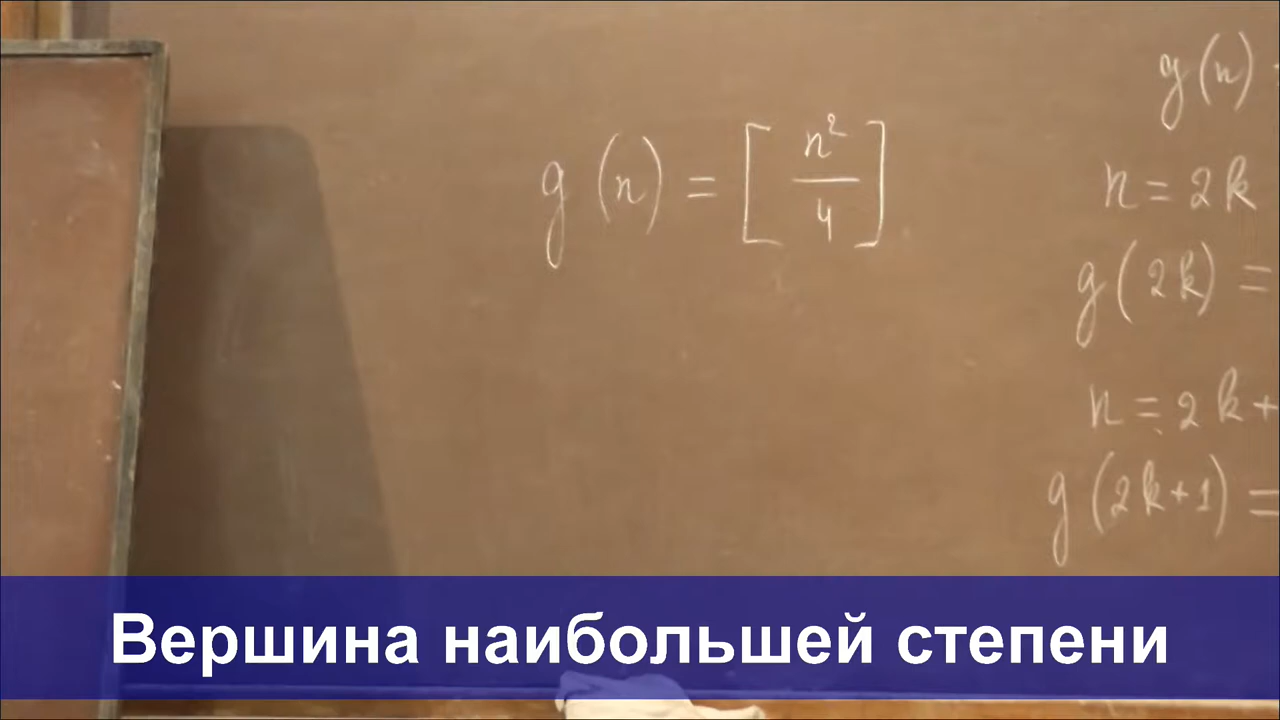 g(n) = [n²/4]
g(n)
n = 2k
g(2k) =
n = 2k+
g(2k+1) =
Вершина наибольшей степени